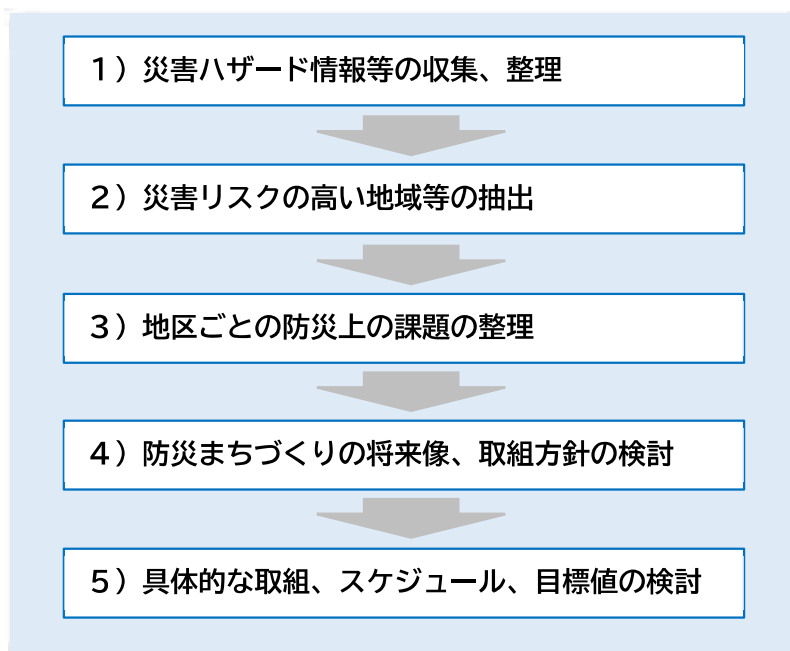 １）災害ハザード情報等の収集、整理
２）災害リスクの高い地域等の抽出
３）地区ごとの防災上の課題の整理
４）防災まちづくりの将来像、取組方針の検討
５）具体的な取組、スケジュール、目標値の検討